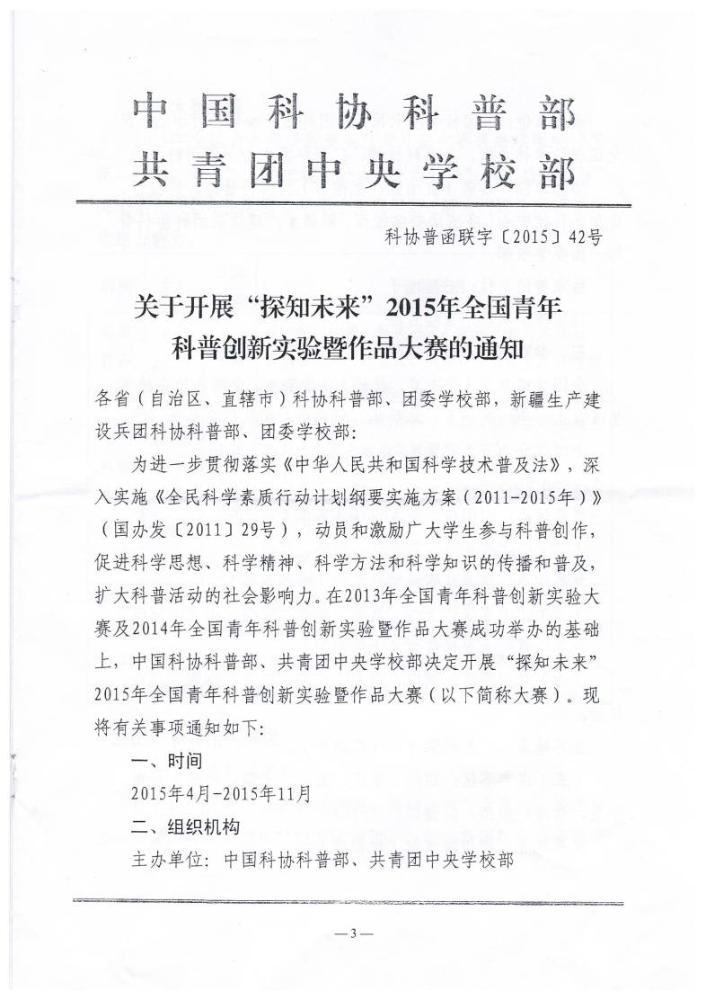 中国科协科普部
共青团中央学校部
科协普函联字〔2015〕42号
关于开展“探知未来”2015年全国青年
科普创新实验暨作品大赛的通知
各省（自治区、直辖市）科协科普部、团委学校部，新疆生产建
设兵团科协科普部、团委学校部：
为进一步贯彻落实《中华人民共和国科学技术普及法》，深
入实施《全民科学素质行动计划纲要实施方案（2011-2015年）》
（国办发〔2011〕29号），动员和激励广大学生参与科普创作，
促进科学思想、科学精神、科学方法和科学知识的传播和普及，
扩大科普活动的社会影响力。在2013年全国青年科普创新实验大
赛及2014年全国青年科普创新实验暨作品大赛成功举办的基础
上，中国科协科普部、共青团中央学校部决定开展“探知未来”
2015年全国青年科普创新实验暨作品大赛（以下简称大赛）。现
将有关事项通知如下：
一、时间
2015年4月-2015年11月
二、组织机构
主办单位：中国科协科普部、共青团中央学校部
—3—